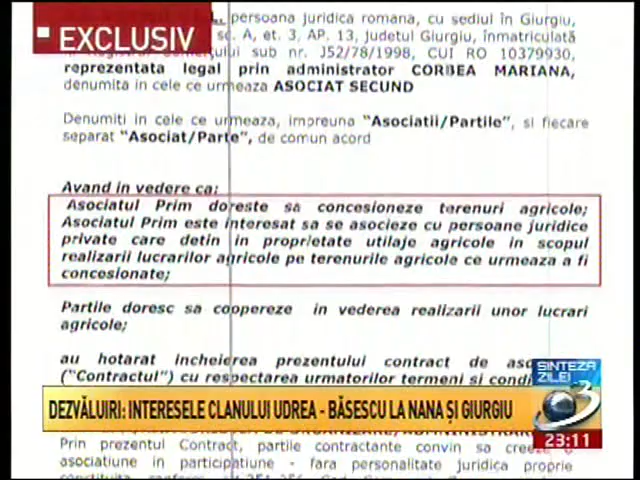 EXCLUSIV
persoana juridica romana, cu sediul în Giurgiu,
sc. A, et. 3, AP. 13, judetul Giurgiu, înmatriculată
sub nr. J52/78/1998, CUI RO 10379930,
reprezentata legal prin administrator CORBEA MARIANA,
denumita in cele ce urmeaza ASOCIAT SECUND
Denumiti in cele ce urmeaza, impreuna "Asociatii/Partile", si fiecare
separat "Asociat/Parte", de comun acord
Avand in vedere ca:
Asociatul Prim doreste sa concesioneze terenuri agricole;
Asociatul Prim este interesat sa se asocieze cu persoane juridice
private care detin in proprietate utilaje agricole in scopul
realizarii lucrarilor agricole pe terenurile agricole ce urmeaza a fi
concesionate;
Partile doresc sa coopereze in vederea realizarii unor lucrari
agricole;
au hotarat incheierea prezentului contract de
("Contractul") cu respectarea urmatorilor termeni si
SINTEZA
ZILEI
3
DEZVĂLUIRI: INTERESELE CLANULUI UDREA - BĂSESCU LA NANA ȘI GIURGIU
23:11
Prin prezentul Contract, partile contractante convin sa creeze o
asociatiune in participatiune - fara personalitate juridica proprie